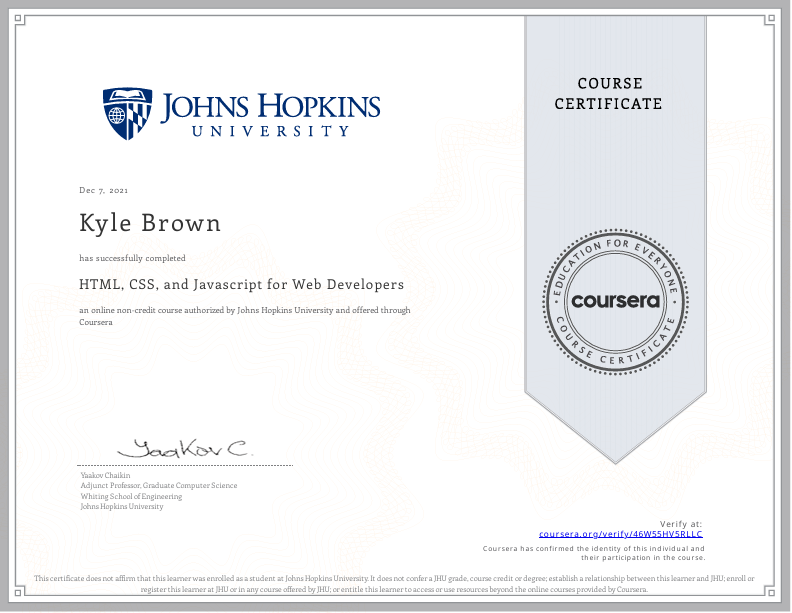 COURSE
CERTIFICATE
JOHNS HOPKINS
UNIVERSITY
Dec 7, 2021
Kyle Brown
has successfully completed
HTML, CSS, and Javascript for Web Developers
an online non-credit course authorized by Johns Hopkins University and offered through
Coursera
EDUCATION FOR EVERYONE
coursera
COURSE CERTIFICATE
Yaakov C.
Yaakov Chaikin
Adjunct Professor, Graduate Computer Science
Whiting School of Engineering
Johns Hopkins University
Verify at:
coursera.org/verify/46W55HV5RLLC
Coursera has confirmed the identity of this individual and
their participation in the course.
This certificate does not affirm that this learner was enrolled as a student at Johns Hopkins University. It does not confer a JHU grade, course credit or degree; establish a relationship between this learner and JHU; enroll or
register this learner at JHU or in any course offered by JHU; or entitle this learner to access or use resources beyond the online courses provided by Coursera.